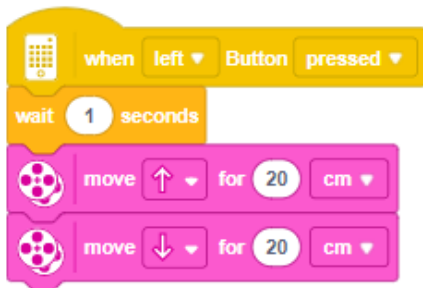 when left Button pressed
wait 1 seconds
move ↑ for 20 cm
move ↓ for 20 cm